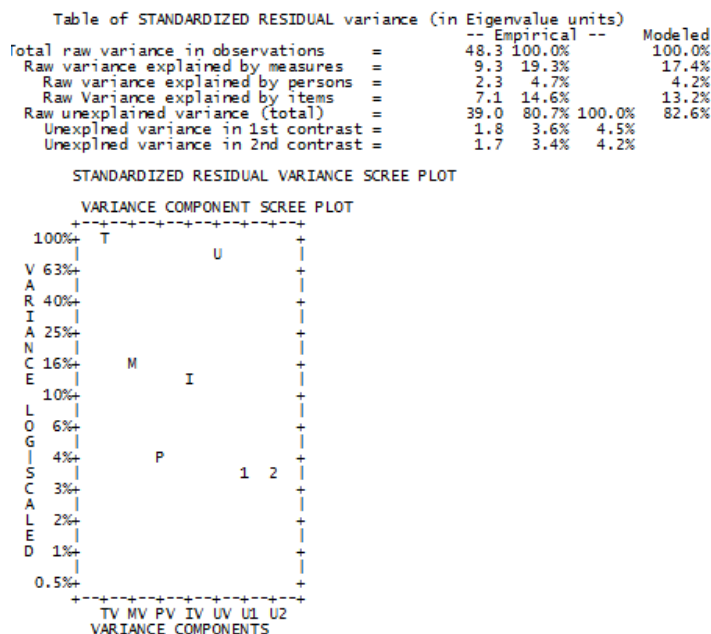 Table of STANDARDIZED RESIDUAL variance (in Eigenvalue units)
-- Empirical -- Modeled
Total raw variance in observations = 48.3 100.0% 100.0%
Raw variance explained by measures = 9.3 19.3% 17.4%
Raw variance explained by persons = 2.3 4.7% 4.2%
Raw Variance explained by items = 7.1 14.6% 13.2%
Raw unexplained variance (total) = 39.0 80.7% 100.0% 82.6%
Unexplned variance in 1st contrast = 1.8 3.6% 4.5%
Unexplned variance in 2nd contrast = 1.7 3.4% 4.2%
STANDARDIZED RESIDUAL VARIANCE SCREE PLOT
VARIANCE COMPONENT SCREE PLOT
+--+--+--+--+--+--+--+--+
100%+ T +
| U |
V 63%+ +
A | |
R 40%+ +
I | |
A 25%+ +
N | |
C 16%+ M +
E | I |
10%+ +
L | |
O 6%+ +
G | |
| 4%+ P +
S | 1 2 |
C 3%+ +
A | |
L 2%+ +
E | |
D 1%+ +
| |
0.5%+ +
+--+--+--+--+--+--+--+--+
TV MV PV IV UV U1 U2
VARIANCE COMPONENTS